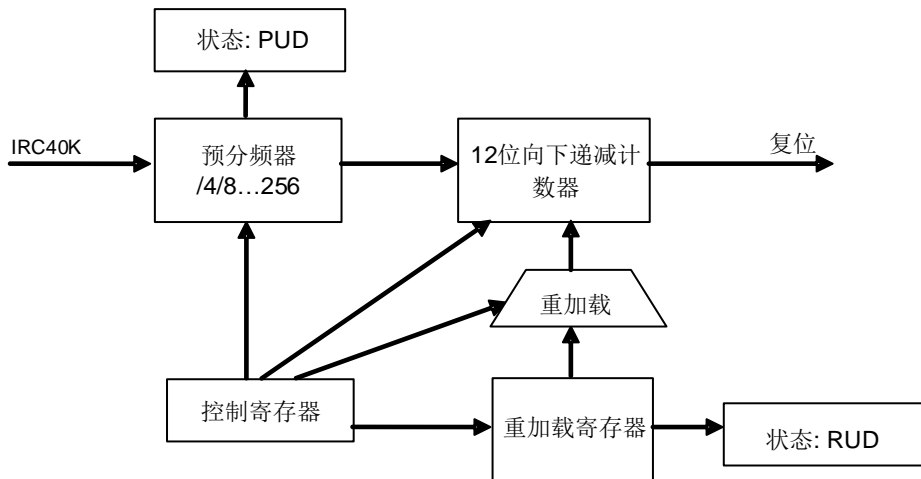 状态: PUD
IRC40K
预分频器
/4/8…256
12位向下递减计
数器
复位
重加载
控制寄存器
重加载寄存器
状态: RUD